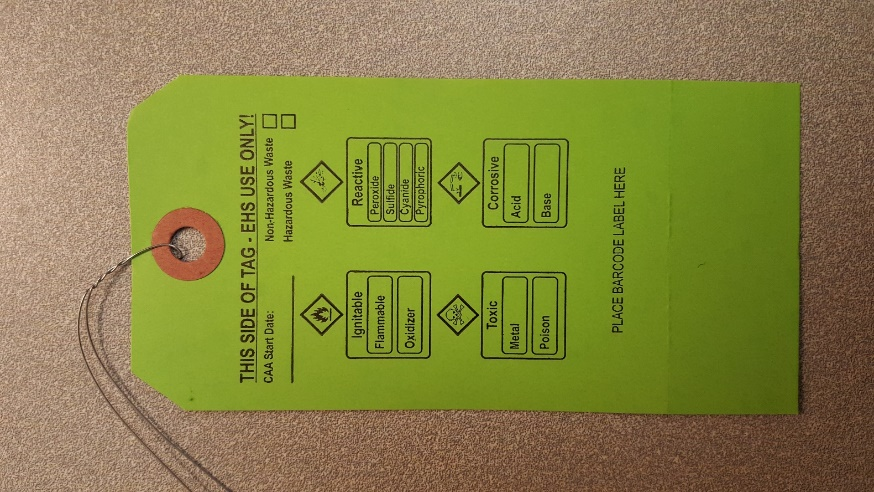 THIS SIDE OF TAG - EHS USE ONLY!
CAA Start Date:
Non-Hazardous Waste
Hazardous Waste
Ignitable
Flammable
Oxidizer
Reactive
Peroxide
Sulfide
Cyanide
Pyrophoric
Toxic
Metal
Poison
Corrosive
Acid
Base
PLACE BARCODE LABEL HERE